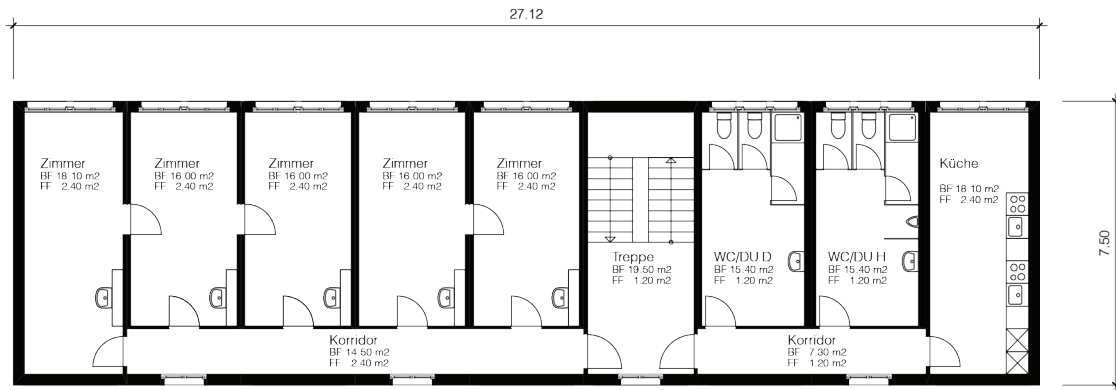 27.12
Zimmer
BF 18.10 m2
FF 2.40 m2
Zimmer
BF 16.00 m2
FF 2.40 m2
Zimmer
BF 16.00 m2
FF 2.40 m2
Zimmer
BF 16.00 m2
FF 2.40 m2
Zimmer
BF 16.00 m2
FF 2.40 m2
Treppe
BF 19.50 m2
FF 1.20 m2
WC/DU D
BF 15.40 m2
FF 1.20 m2
WC/DU H
BF 15.40 m2
FF 1.20 m2
Küche
BF 18.10 m2
FF 2.40 m2
7.50
Korridor
BF 14.50 m2
FF 2.40 m2
Korridor
BF 7.30 m2
FF 1.20 m2